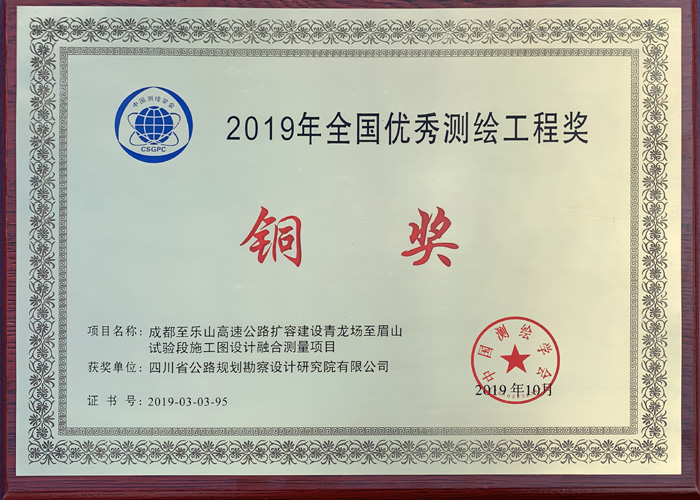 中国测绘学会
CSGPC
2019年全国优秀测绘工程奖
铜 奖
项目名称：成都至乐山高速公路扩容建设青龙场至眉山
试验段施工图设计融合测量项目
获奖单位：四川省公路规划勘察设计研究院有限公司
证 书 号：2019-03-03-95
中国测绘学会
2019 年10月